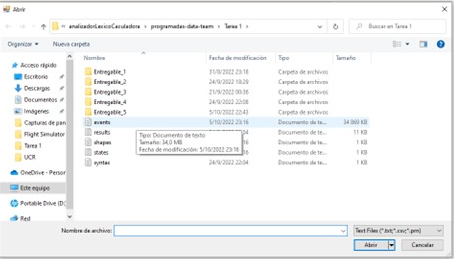 Abrir
« analizadorLexicoCaculadora › programadas-data-team › Tarea 1
Buscar en Tarea 1
Organizar Nueva carpeta
Nombre Fecha de modificación Tipo Tamaño
Acceso rápido
Escritorio
Descargas
Documentos
Imágenes
Capturas de pan
Flight Simulator
Tarea 1
UCR
OneDrive - Person
Este equipo
Portable Drive (D:)
Red
Entregable_1 31/8/2022 23:18 Carpeta de archivos
Entregable_2 24/9/2022 18:29 Carpeta de archivos
Entregable_3 21/9/2022 00:36 Carpeta de archivos
Entregable_4 24/9/2022 22:08 Carpeta de archivos
Entregable_5 5/10/2022 22:43 Carpeta de archivos
events 5/10/2022 23:16 Documento de te... 34 868 KB
results Documento de te... 11 KB
shapes Documento de te... 1 KB
states Documento de te... 1 KB
syntax 24/9/2022 22:04 Documento de te... 1 KB
Tipo: Documento de texto
Tamaño: 34,0 MB
Fecha de modificación: 5/10/2022 23:16
Nombre de archivo:
Text Files (*.txt;*.csv;*.prn)
Abrir Cancelar